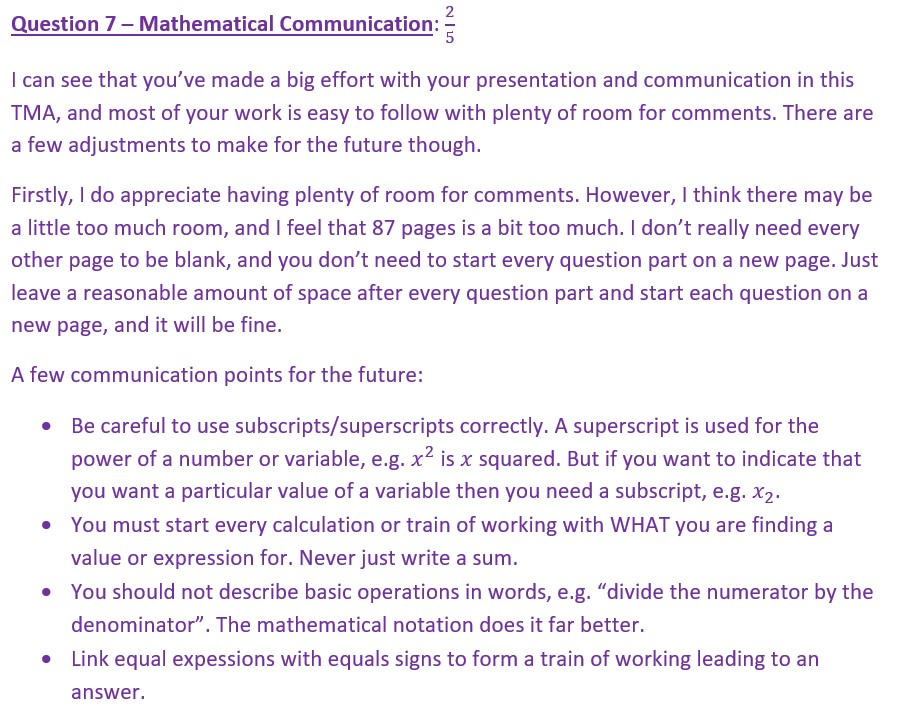 Question 7 – Mathematical Communication: 2/5
I can see that you’ve made a big effort with your presentation and communication in this
TMA, and most of your work is easy to follow with plenty of room for comments. There are
a few adjustments to make for the future though.
Firstly, I do appreciate having plenty of room for comments. However, I think there may be
a little too much room, and I feel that 87 pages is a bit too much. I don’t really need every
other page to be blank, and you don’t need to start every question part on a new page. Just
leave a reasonable amount of space after every question part and start each question on a
new page, and it will be fine.
A few communication points for the future:
• Be careful to use subscripts/superscripts correctly. A superscript is used for the
power of a number or variable, e.g. x² is x squared. But if you want to indicate that
you want a particular value of a variable then you need a subscript, e.g. x₂.
• You must start every calculation or train of working with WHAT you are finding a
value or expression for. Never just write a sum.
• You should not describe basic operations in words, e.g. “divide the numerator by the
denominator”. The mathematical notation does it far better.
• Link equal expessions with equals signs to form a train of working leading to an
answer.